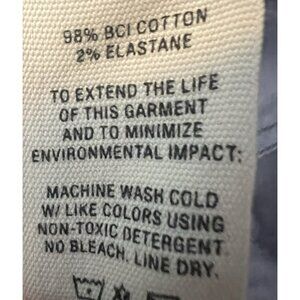 98% BCI COTTON
2% ELASTANE
TO EXTEND THE LIFE
OF THIS GARMENT
AND TO MINIMIZE
ENVIRONMENTAL IMPACT:
MACHINE WASH COLD
W/ LIKE COLORS USING
NON-TOXIC DETERGENT.
NO BLEACH. LINE DRY.